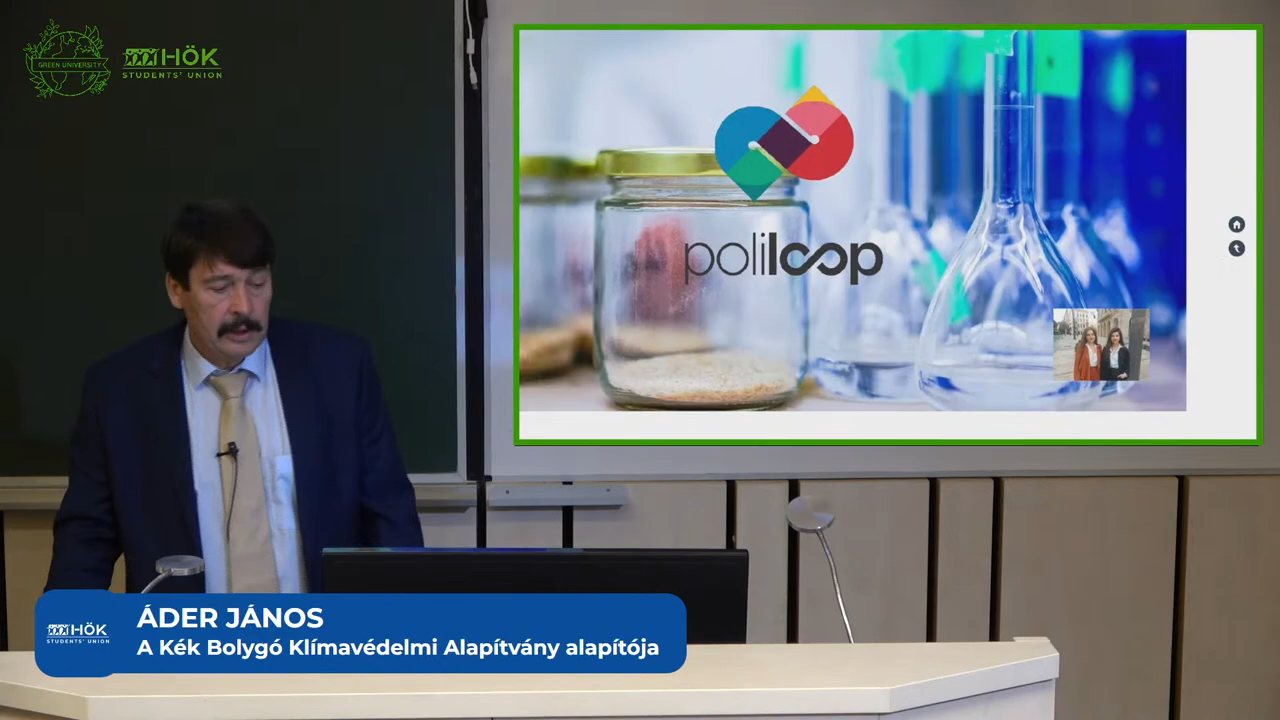 GREEN UNIVERSITY
HÖK
STUDENTS' UNION
poliloop
HÖK
STUDENTS' UNION
ÁDER JÁNOS
A Kék Bolygó Klímavédelmi Alapítvány alapítója